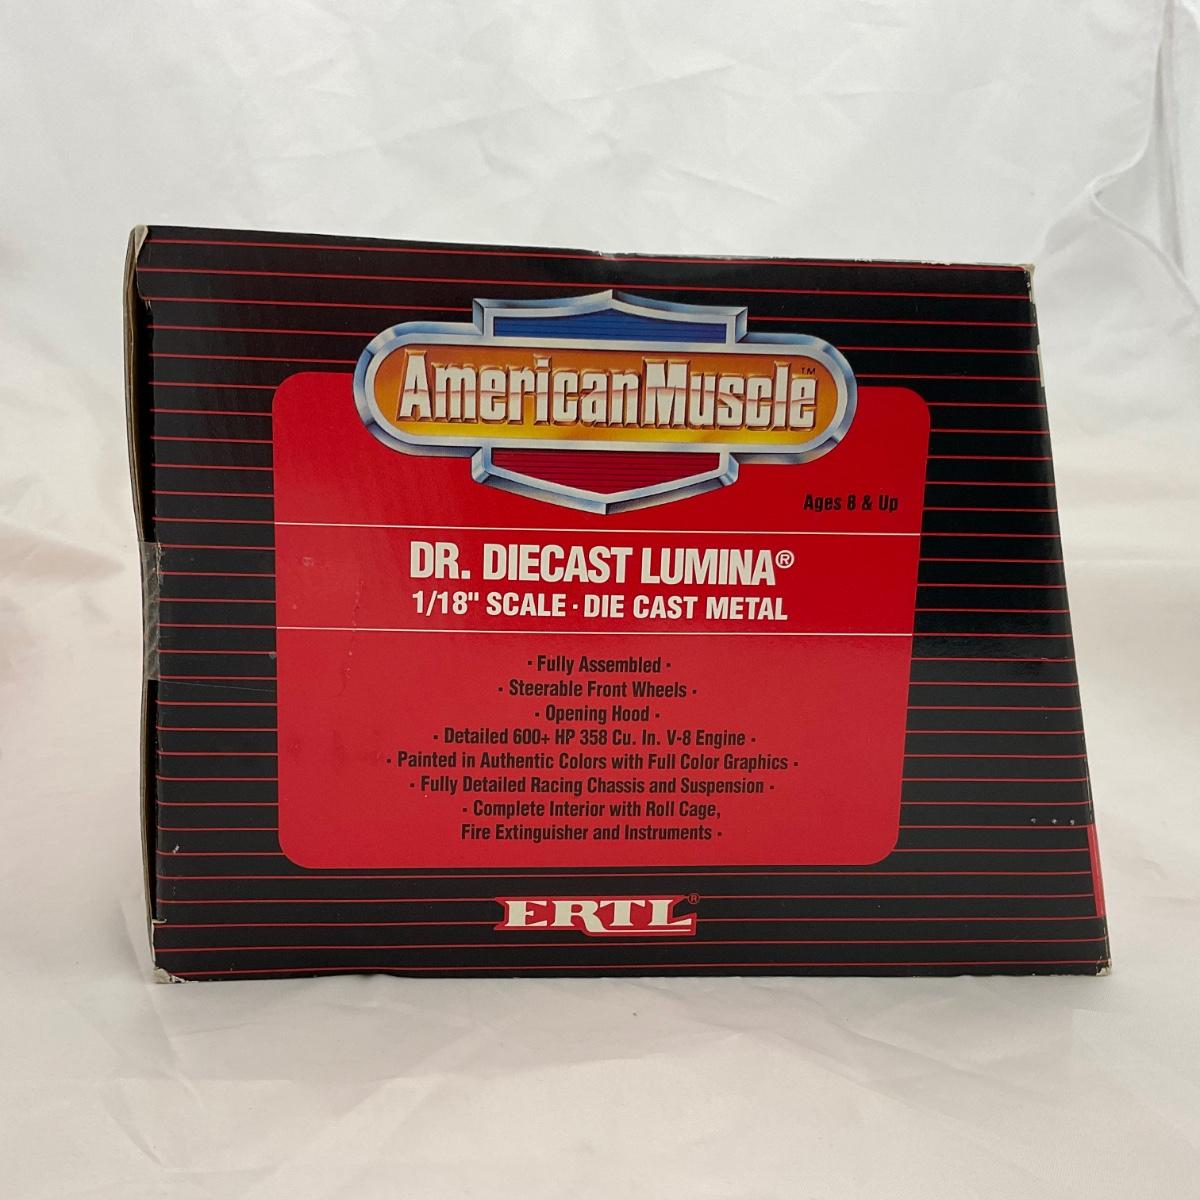 AmericanMuscle™
Ages 8 & Up
DR. DIECAST LUMINA®
1/18" SCALE · DIE CAST METAL
· Fully Assembled ·
· Steerable Front Wheels ·
· Opening Hood ·
· Detailed 600+ HP 358 Cu. In. V-8 Engine ·
· Painted in Authentic Colors with Full Color Graphics ·
· Fully Detailed Racing Chassis and Suspension ·
· Complete Interior with Roll Cage,
Fire Extinguisher and Instruments ·
ERTL®